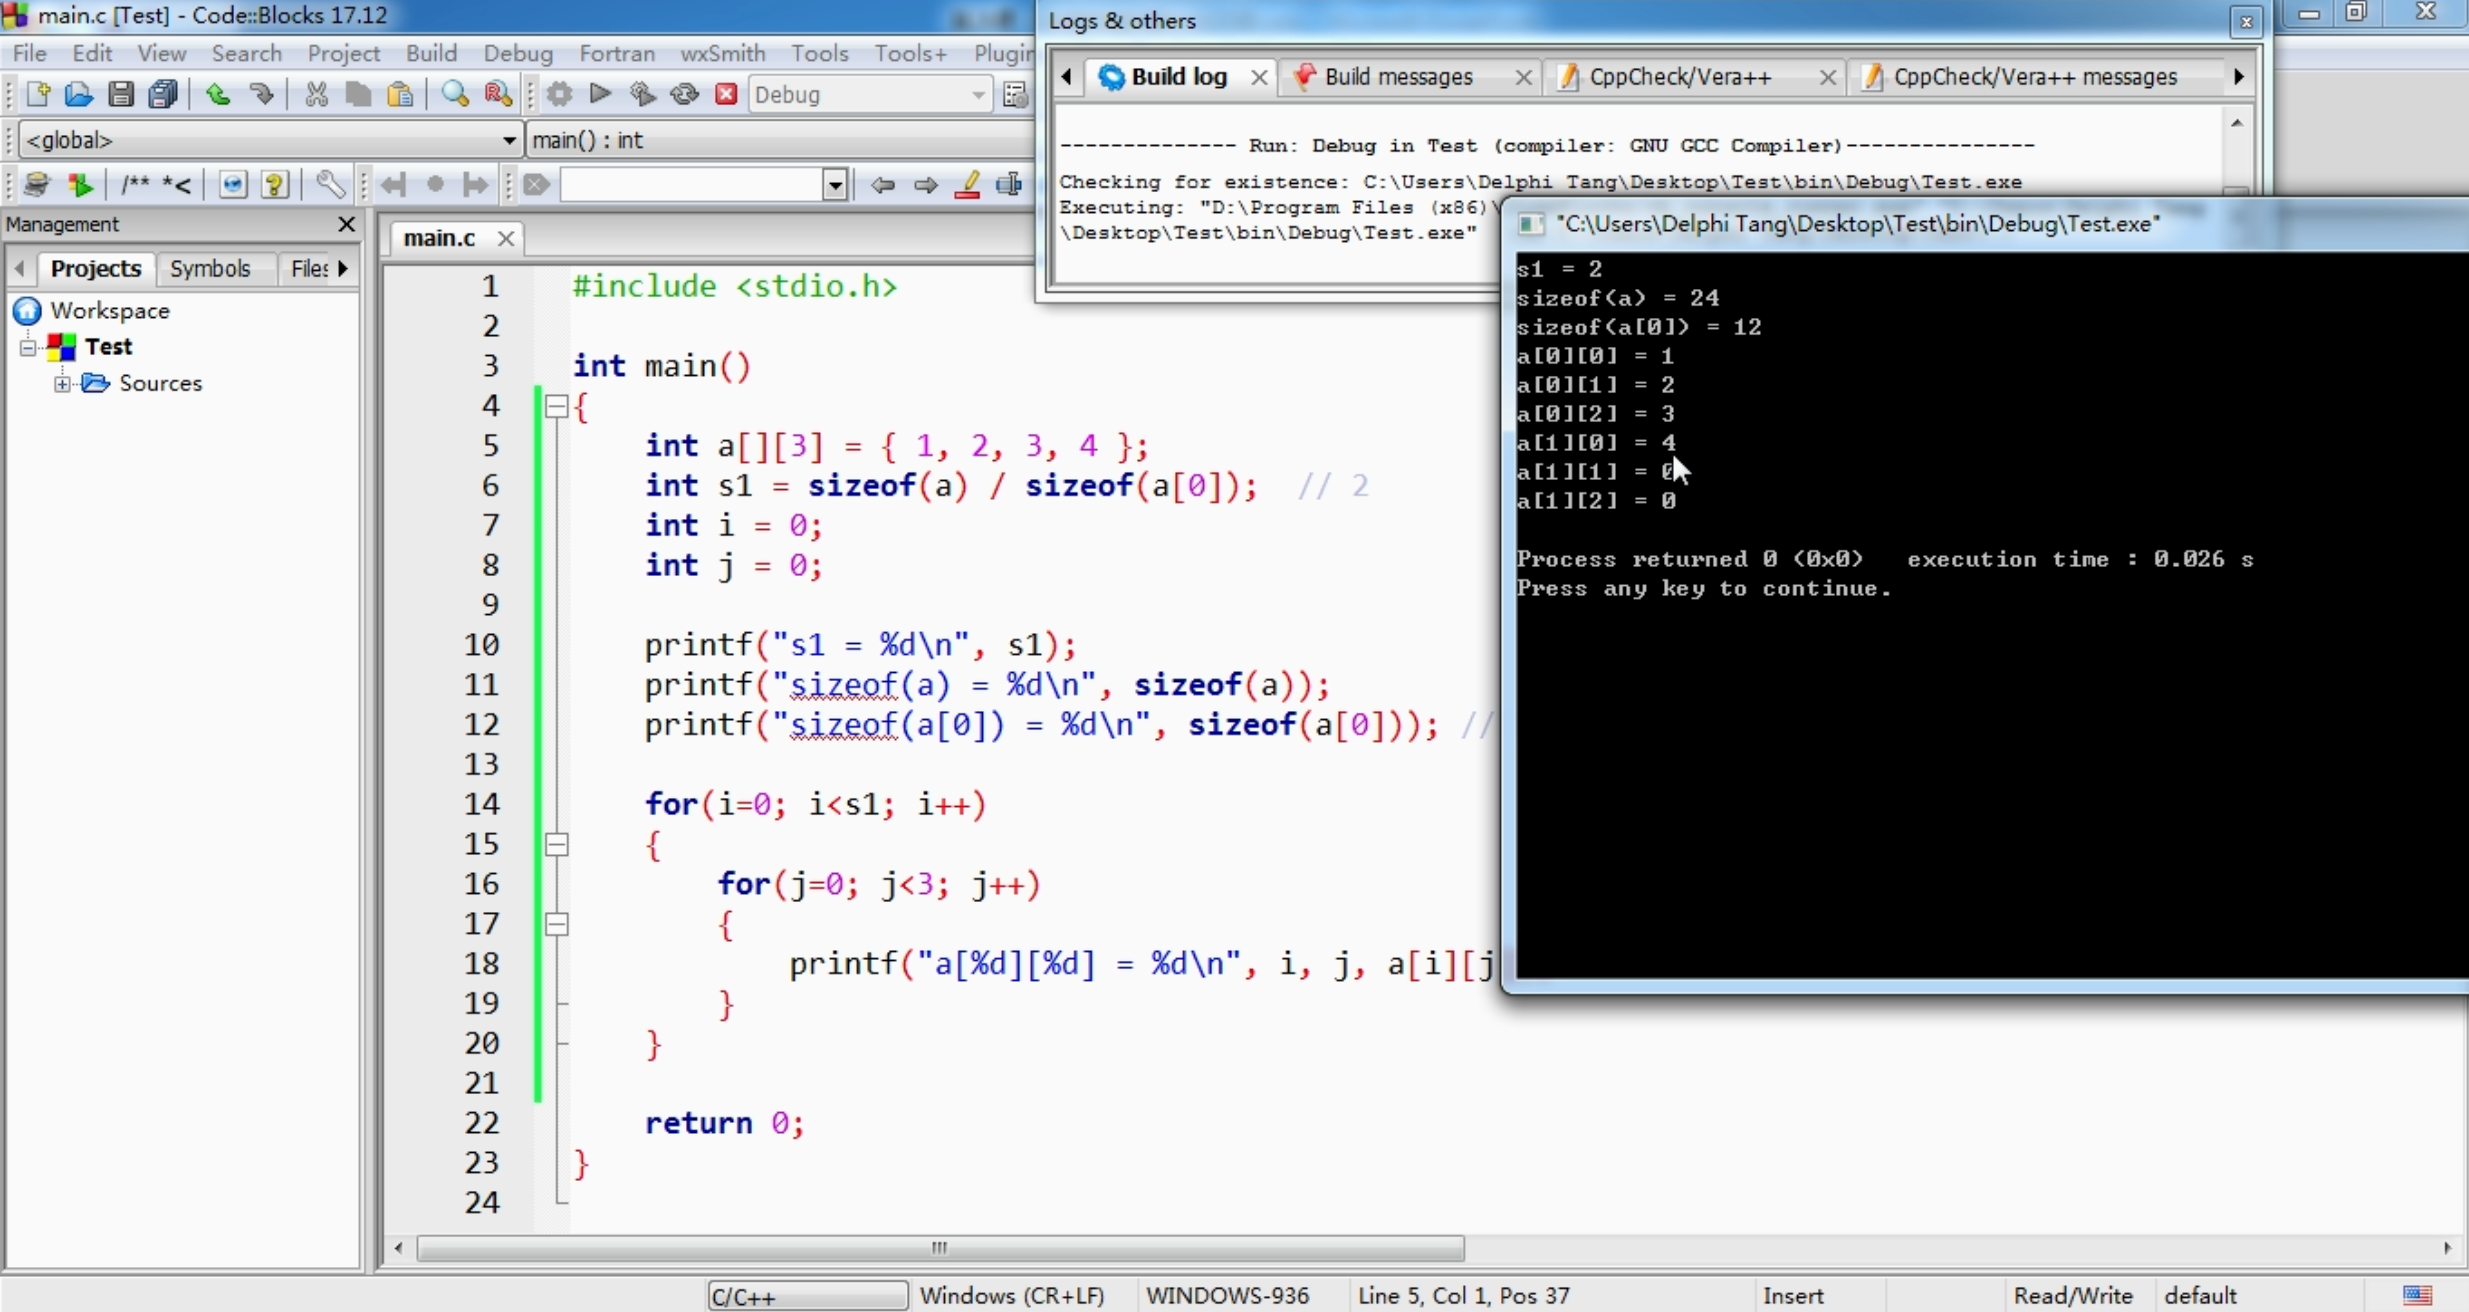 main.c [Test] - Code::Blocks 17.12
File Edit View Search Project Build Debug Fortran wxSmith Tools Tools+
Debug
<global> main() : int
/** *<
Management
Projects Symbols Files
Workspace
Test
Sources
main.c
1 #include <stdio.h>
2
3 int main()
4 {
5 int a[][3] = { 1, 2, 3, 4 };
6 int s1 = sizeof(a) / sizeof(a[0]); // 2
7 int i = 0;
8 int j = 0;
9
10 printf("s1 = %d\n", s1);
11 printf("sizeof(a) = %d\n", sizeof(a));
12 printf("sizeof(a[0]) = %d\n", sizeof(a[0])); //
13
14 for(i=0; i<s1; i++)
15 {
16 for(j=0; j<3; j++)
17 {
18 printf("a[%d][%d] = %d\n", i, j, a[i][j
19 }
20 }
21
22 return 0;
23 }
24
Logs & others
Build log Build messages CppCheck/Vera++ CppCheck/Vera++ messages
-------------- Run: Debug in Test (compiler: GNU GCC Compiler)---------------
Checking for existence: C:\Users\Delphi Tang\Desktop\Test\bin\Debug\Test.exe
Executing: "D:\Program Files (x86)\
\Desktop\Test\bin\Debug\Test.exe"
"C:\Users\Delphi Tang\Desktop\Test\bin\Debug\Test.exe"
s1 = 2
sizeof(a) = 24
sizeof(a[0]) = 12
a[0][0] = 1
a[0][1] = 2
a[0][2] = 3
a[1][0] = 4
a[1][1] = 0
a[1][2] = 0
Process returned 0 (0x0) execution time : 0.026 s
Press any key to continue.
C/C++ Windows (CR+LF) WINDOWS-936 Line 5, Col 1, Pos 37 Insert Read/Write default